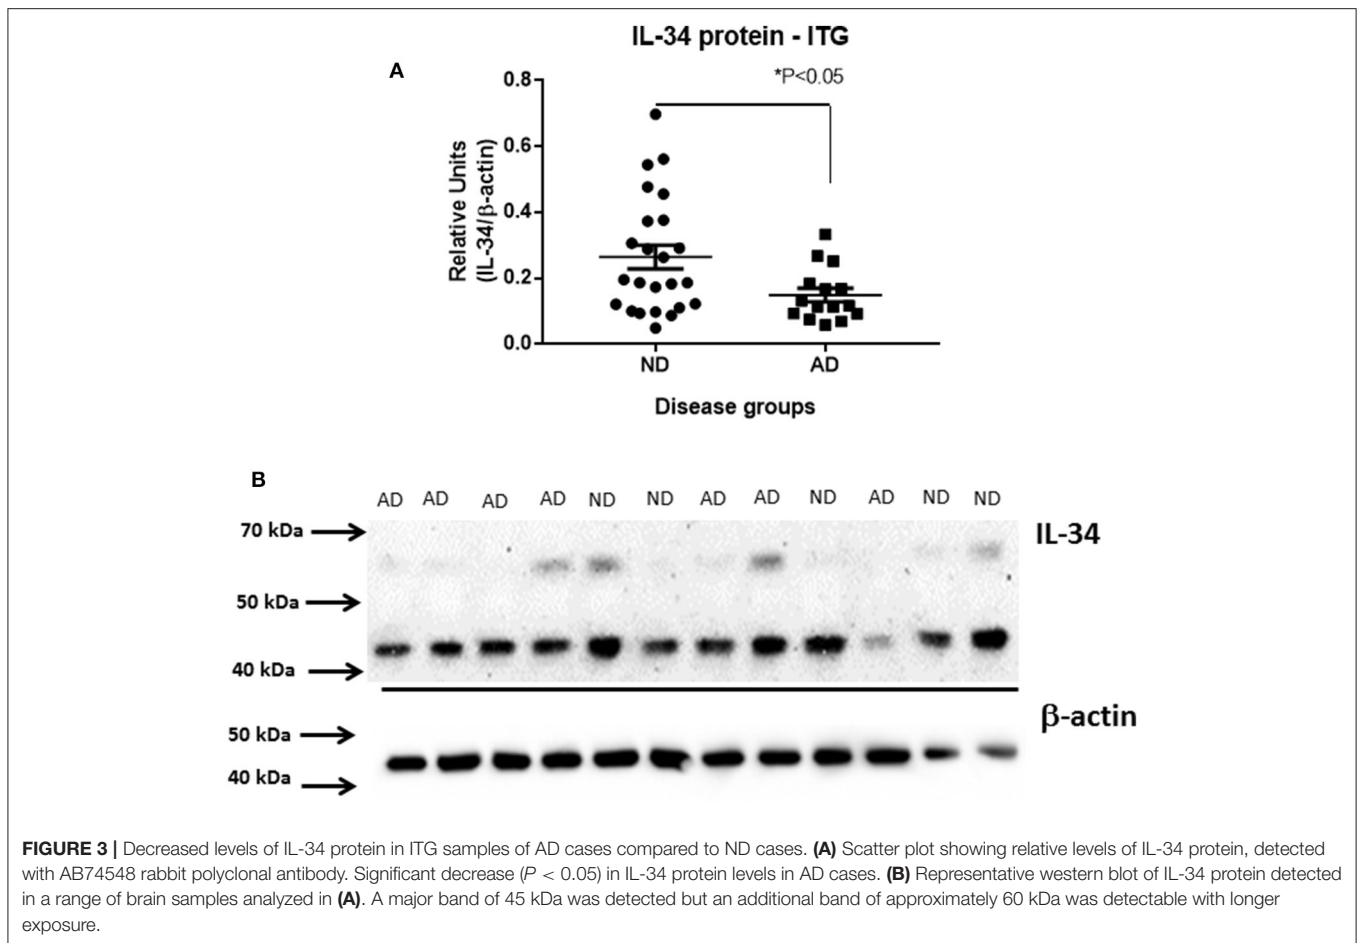 IL-34 protein - ITG
A
*P<0.05
Relative Units
(IL-34/β-actin)
0.8
0.6
0.4
0.2
0.0
ND AD
Disease groups
B
AD AD AD AD ND ND AD AD ND AD ND ND
70 kDa
IL-34
50 kDa
40 kDa
β-actin
50 kDa
40 kDa
FIGURE 3 | Decreased levels of IL-34 protein in ITG samples of AD cases compared to ND cases. (A) Scatter plot showing relative levels of IL-34 protein, detected
with AB74548 rabbit polyclonal antibody. Significant decrease (P < 0.05) in IL-34 protein levels in AD cases. (B) Representative western blot of IL-34 protein detected
in a range of brain samples analyzed in (A). A major band of 45 kDa was detected but an additional band of approximately 60 kDa was detectable with longer
exposure.